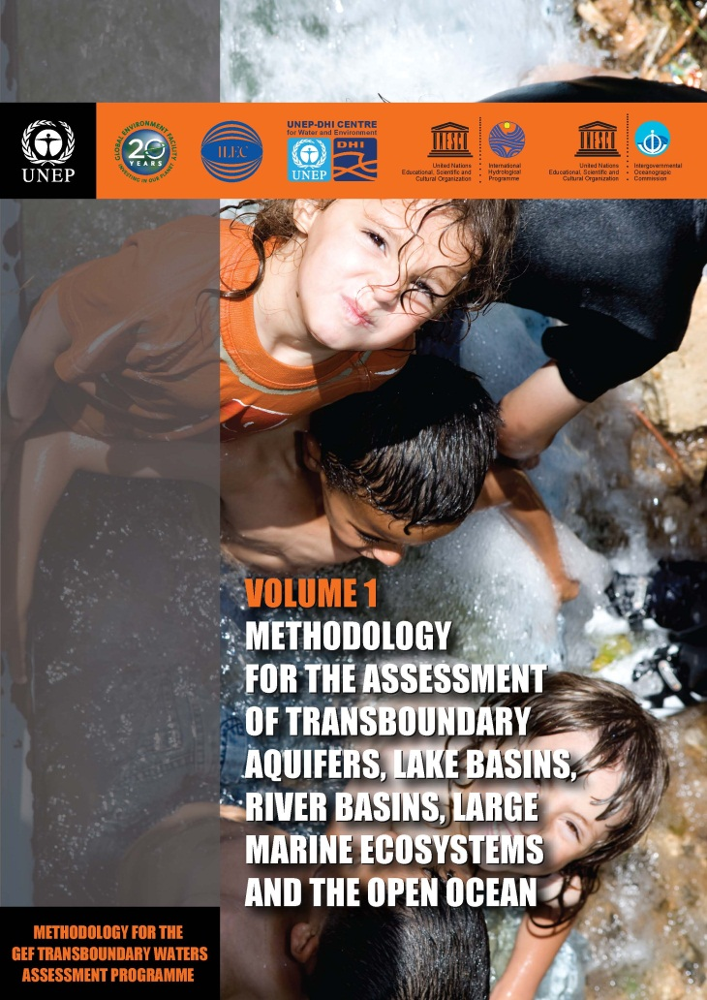 UNEP
GLOBAL ENVIRONMENT FACILITY
20
YEARS
INVESTING IN OUR PLANET
ILEC
UNEP-DHI CENTRE
for Water and Environment
UNEP
DHI
United Nations
Educational, Scientific and
Cultural Organization
International
Hydrological
Programme
United Nations
Educational, Scientific and
Cultural Organization
Intergovernmental
Oceanograpic
Commission
VOLUME 1
METHODOLOGY
FOR THE ASSESSMENT
OF TRANSBOUNDARY
AQUIFERS, LAKE BASINS,
RIVER BASINS, LARGE
MARINE ECOSYSTEMS
AND THE OPEN OCEAN
METHODOLOGY FOR THE
GEF TRANSBOUNDARY WATERS
ASSESSMENT PROGRAMME